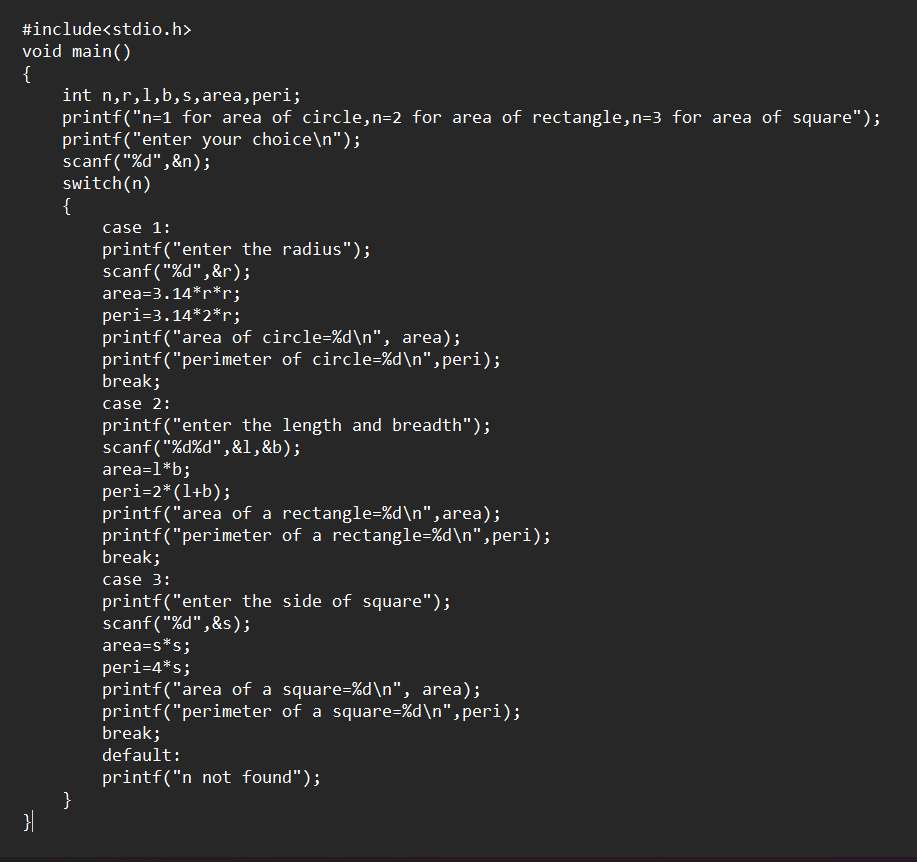 #include<stdio.h>
void main()
{
    int n,r,l,b,s,area,peri;
    printf("n=1 for area of circle,n=2 for area of rectangle,n=3 for area of square");
    printf("enter your choice\n");
    scanf("%d",&n);
    switch(n)
    {
        case 1:
        printf("enter the radius");
        scanf("%d",&r);
        area=3.14*r*r;
        peri=3.14*2*r;
        printf("area of circle=%d\n", area);
        printf("perimeter of circle=%d\n",peri);
        break;
        case 2:
        printf("enter the length and breadth");
        scanf("%d%d",&l,&b);
        area=l*b;
        peri=2*(l+b);
        printf("area of a rectangle=%d\n",area);
        printf("perimeter of a rectangle=%d\n",peri);
        break;
        case 3:
        printf("enter the side of square");
        scanf("%d",&s);
        area=s*s;
        peri=4*s;
        printf("area of a square=%d\n", area);
        printf("perimeter of a square=%d\n",peri);
        break;
        default:
        printf("n not found");
    }
}